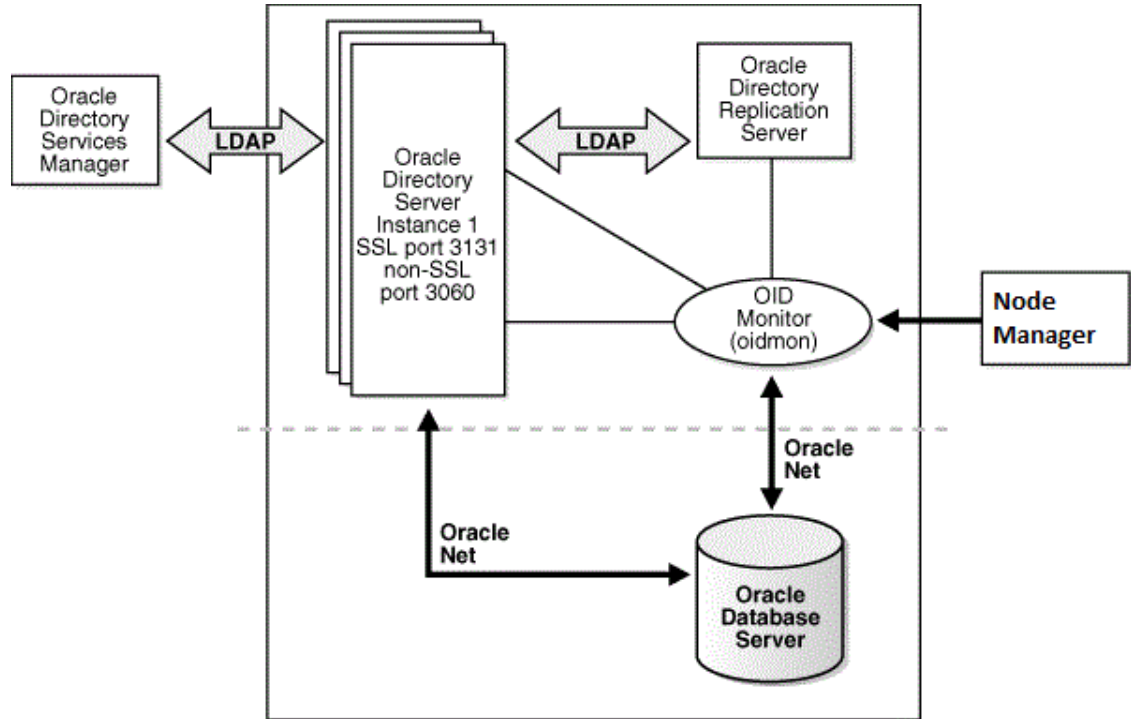 Oracle
Directory
Services
Manager
LDAP
Oracle
Directory
Server
Instance 1
SSL port 3131
non-SSL
port 3060
LDAP
Oracle
Directory
Replication
Server
OID
Monitor
(oidmon)
Node
Manager
Oracle
Net
Oracle
Net
Oracle
Database
Server